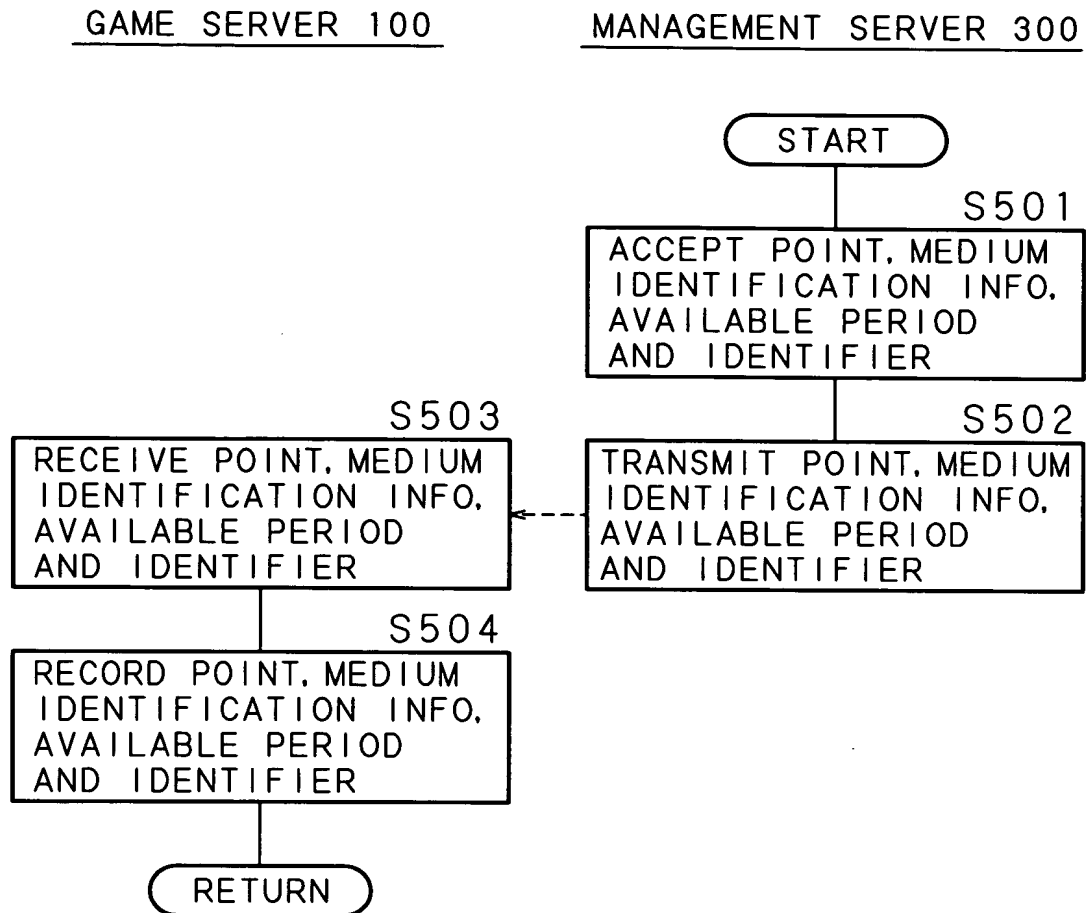 GAME SERVER 100
MANAGEMENT SERVER 300
START
S501
ACCEPT POINT, MEDIUM
IDENTIFICATION INFO,
AVAILABLE PERIOD
AND IDENTIFIER
S502
TRANSMIT POINT, MEDIUM
IDENTIFICATION INFO,
AVAILABLE PERIOD
AND IDENTIFIER
S503
RECEIVE POINT, MEDIUM
IDENTIFICATION INFO,
AVAILABLE PERIOD
AND IDENTIFIER
S504
RECORD POINT, MEDIUM
IDENTIFICATION INFO,
AVAILABLE PERIOD
AND IDENTIFIER
RETURN